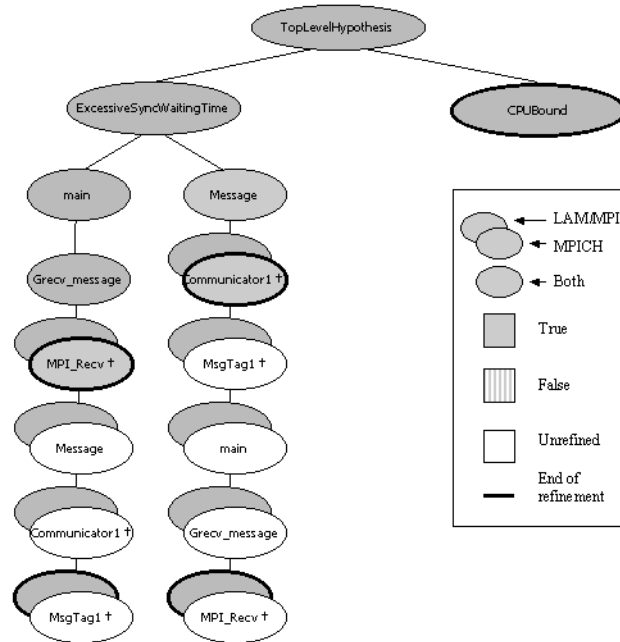 TopLevelHypothesis
ExcessiveSyncWaitingTime
CPUBound
main
Message
LAM/MPI
MPICH
Both
True
False
Unrefined
End of
refinement
Grecv_message
Communicator1 †
MPI_Recv †
MsgTag1 †
Message
main
Communicator1 †
Grecv_message
MsgTag1 †
MPI_Recv †